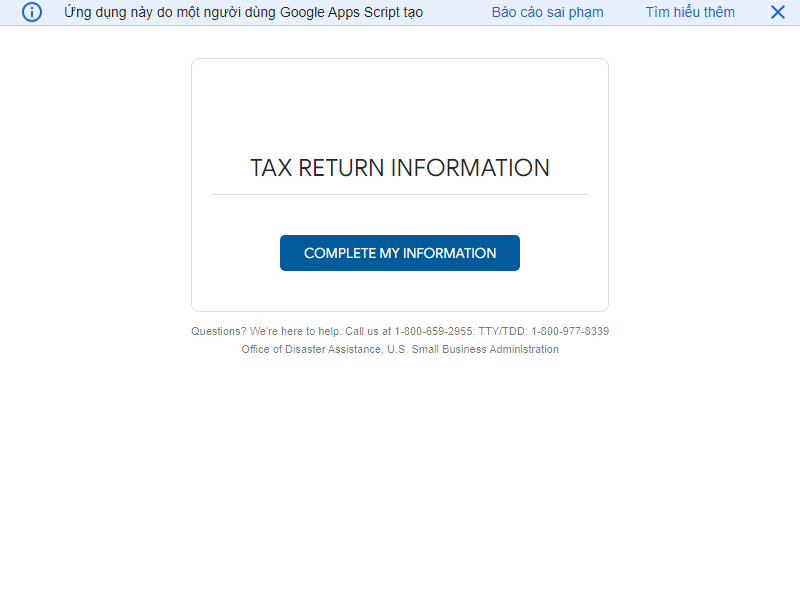 Ứng dụng này do một người dùng Google Apps Script tạo
Báo cáo sai phạm
Tìm hiểu thêm
TAX RETURN INFORMATION
COMPLETE MY INFORMATION
Questions? We're here to help. Call us at 1-800-659-2955: TTY/TDD: 1-800-977-8339
Office of Disaster Assistance, U.S. Small Business Administration